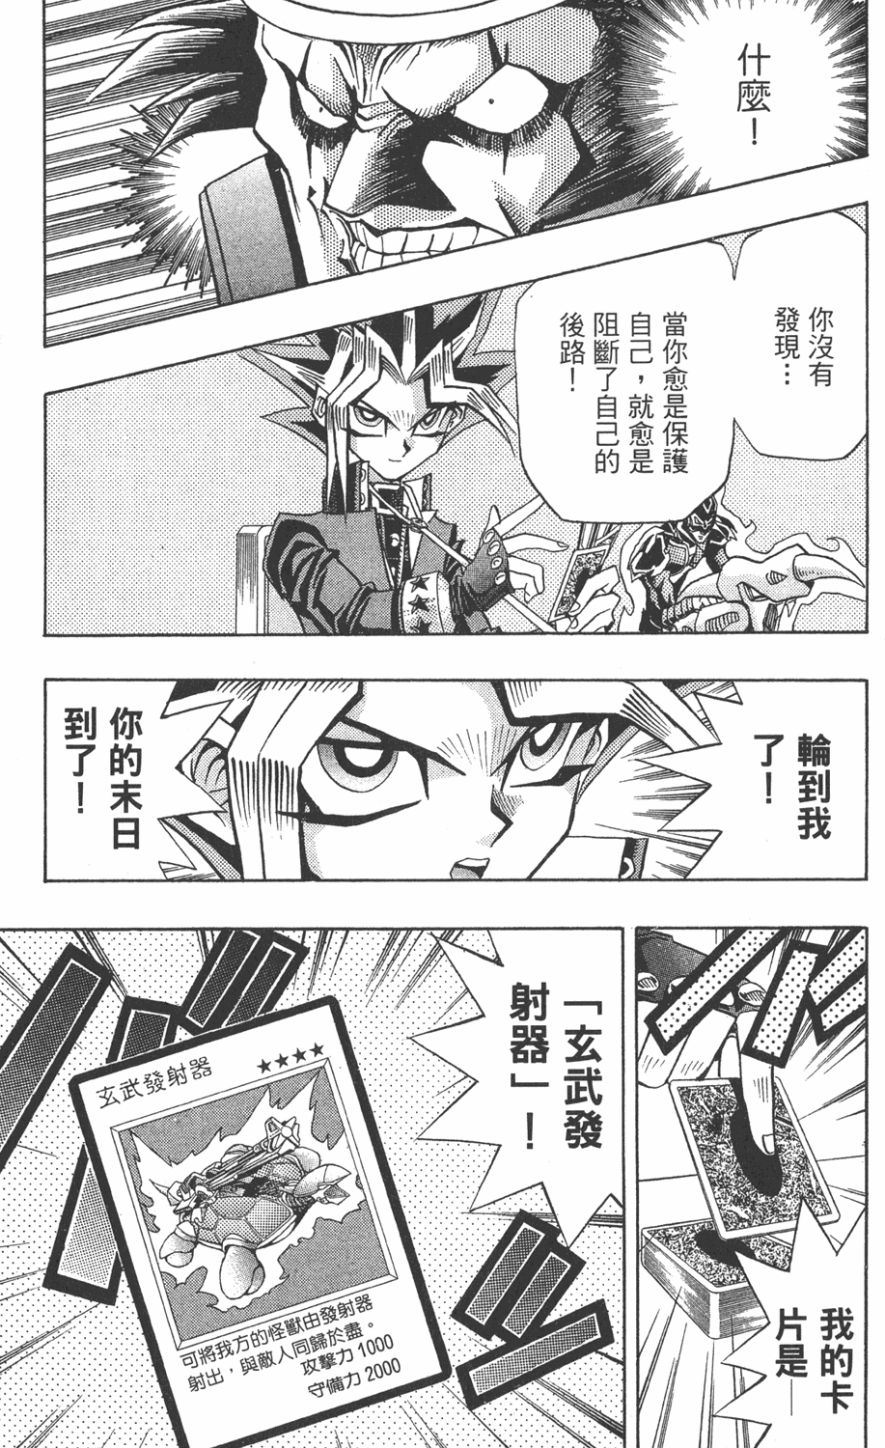 什麼！
你沒有
發現…
當你愈是保護
自己，就愈是
阻斷了自己的
後路！
輪到我
了！
你的末日
到了！
我的卡
片是—
「玄武發
射器」！
玄武發射器
★★★★
可將我方的怪獸由發射器
射出，與敵人同歸於盡。
攻擊力 1000
守備力 2000